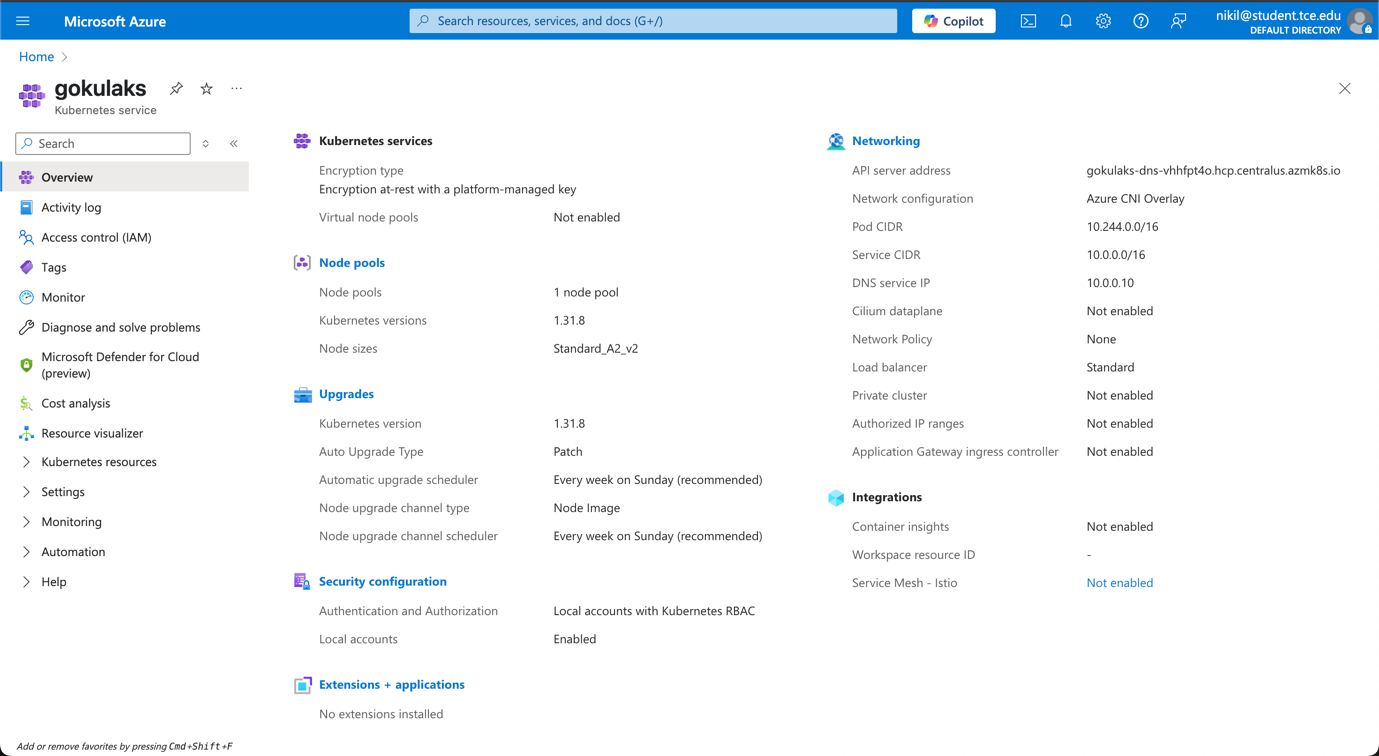 Microsoft Azure
Search resources, services, and docs (G+/)
Copilot
nikil@student.tce.edu
DEFAULT DIRECTORY
Home
gokulaks
Kubernetes service
Search
Overview
Activity log
Access control (IAM)
Tags
Monitor
Diagnose and solve problems
Microsoft Defender for Cloud
(preview)
Cost analysis
Resource visualizer
Kubernetes resources
Settings
Monitoring
Automation
Help
Add or remove favorites by pressing Cmd+Shift+F
Kubernetes services
Encryption type
Encryption at-rest with a platform-managed key
Virtual node pools Not enabled
Node pools
Node pools 1 node pool
Kubernetes versions 1.31.8
Node sizes Standard_A2_v2
Upgrades
Kubernetes version 1.31.8
Auto Upgrade Type Patch
Automatic upgrade scheduler Every week on Sunday (recommended)
Node upgrade channel type Node Image
Node upgrade channel scheduler Every week on Sunday (recommended)
Security configuration
Authentication and Authorization Local accounts with Kubernetes RBAC
Local accounts Enabled
Extensions + applications
No extensions installed
Networking
API server address gokulaks-dns-vhhfpt4o.hcp.centralus.azmk8s.io
Network configuration Azure CNI Overlay
Pod CIDR 10.244.0.0/16
Service CIDR 10.0.0.0/16
DNS service IP 10.0.0.10
Cilium dataplane Not enabled
Network Policy None
Load balancer Standard
Private cluster Not enabled
Authorized IP ranges Not enabled
Application Gateway ingress controller Not enabled
Integrations
Container insights Not enabled
Workspace resource ID -
Service Mesh - Istio Not enabled